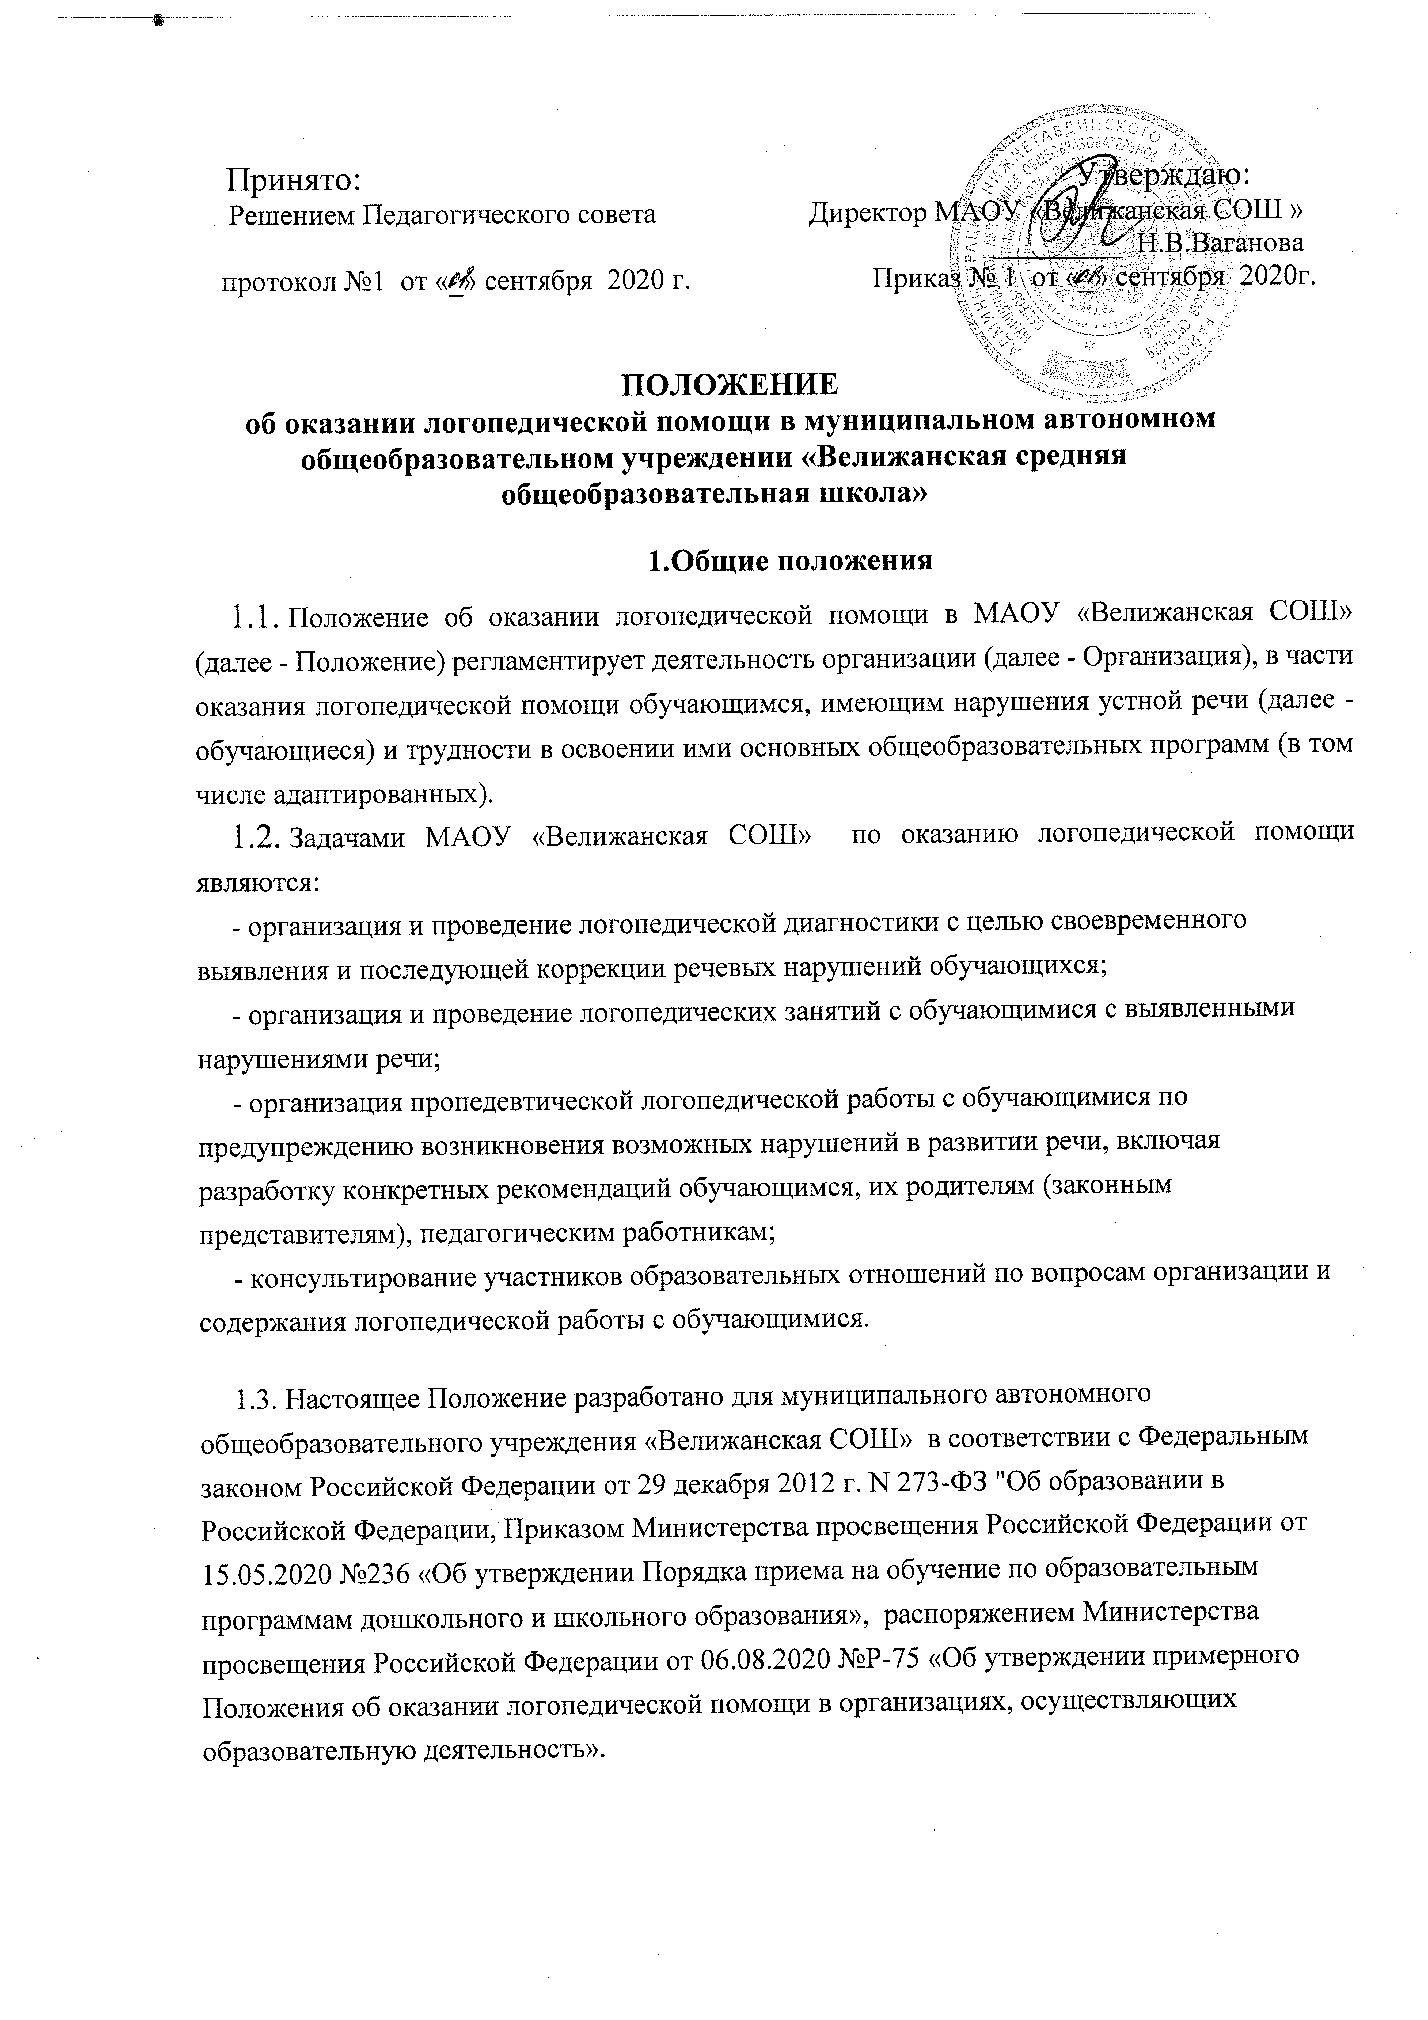 Принято:
Утверждаю:
Решением Педагогического совета
Директор МАОУ «Велижанская СОШ »
Н.В.Ваганова
протокол №1 от « » сентября 2020 г.
Приказ № 1 от « » сентября 2020г.
ПОЛОЖЕНИЕ
об оказании логопедической помощи в муниципальном автономном
общеобразовательном учреждении «Велижанская средняя
общеобразовательная школа»
1.Общие положения
1.1. Положение об оказании логопедической помощи в МАОУ «Велижанская СОШ»
(далее - Положение) регламентирует деятельность организации (далее - Организация), в части
оказания логопедической помощи обучающимся, имеющим нарушения устной речи (далее -
обучающиеся) и трудности в освоении ими основных общеобразовательных программ (в том
числе адаптированных).
1.2. Задачами МАОУ «Велижанская СОШ» по оказанию логопедической помощи
являются:
- организация и проведение логопедической диагностики с целью своевременного
выявления и последующей коррекции речевых нарушений обучающихся;
- организация и проведение логопедических занятий с обучающимися с выявленными
нарушениями речи;
- организация пропедевтической логопедической работы с обучающимися по
предупреждению возникновения возможных нарушений в развитии речи, включая
разработку конкретных рекомендаций обучающимся, их родителям (законным
представителям), педагогическим работникам;
- консультирование участников образовательных отношений по вопросам организации и
содержания логопедической работы с обучающимися.
1.3. Настоящее Положение разработано для муниципального автономного
общеобразовательного учреждения «Велижанская СОШ» в соответствии с Федеральным
законом Российской Федерации от 29 декабря 2012 г. N 273-ФЗ "Об образовании в
Российской Федерации, Приказом Министерства просвещения Российской Федерации от
15.05.2020 №236 «Об утверждении Порядка приема на обучение по образовательным
программам дошкольного и школьного образования», распоряжением Министерства
просвещения Российской Федерации от 06.08.2020 №Р-75 «Об утверждении примерного
Положения об оказании логопедической помощи в организациях, осуществляющих
образовательную деятельность».